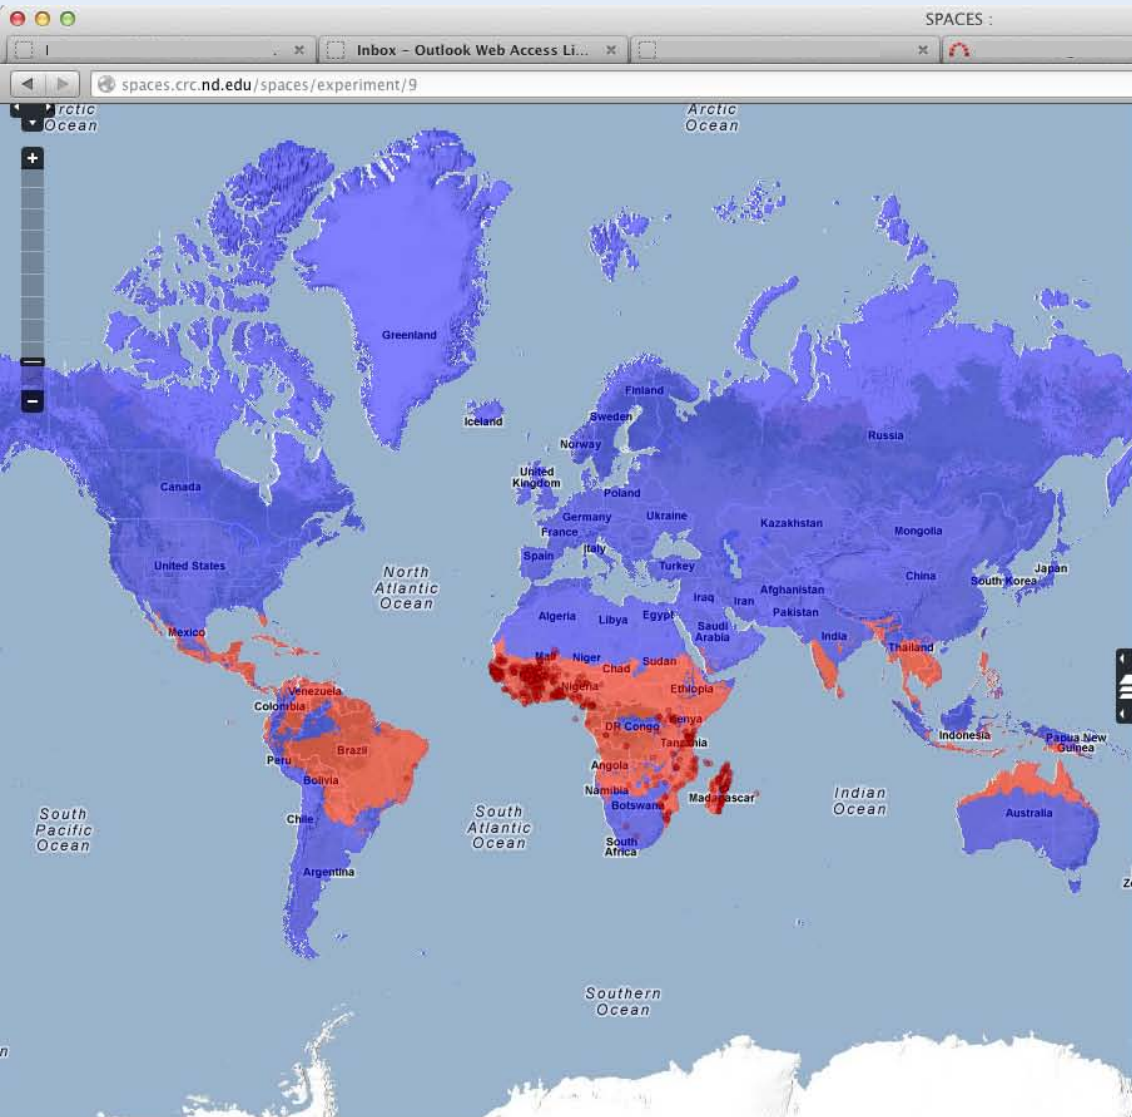 SPACES :
I
Inbox – Outlook Web Access Li...
spaces.crc.nd.edu/spaces/experiment/9
rctic
Ocean
Arctic
Ocean
+
Greenland
−
Finland
Iceland
Sweden
Russia
Norway
United
Kingdom
Canada
Poland
Germany
Ukraine
Kazakhstan
Mongolia
France
Italy
Spain
United States
Turkey
Japan
South Korea
China
North
Atlantic
Ocean
Afghanistan
Iraq
Iran
Pakistan
Algeria
Libya
Egypt
Saudi
Arabia
Mexico
India
Thailand
Mali
Niger
Chad
Sudan
Nigeria
Ethiopia
Venezuela
Colombia
DR Congo
Kenya
Tanzania
Indonesia
Papua New
Guinea
Brazil
Peru
Bolivia
Angola
Namibia
Botswana
Madagascar
Indian
Ocean
South
Pacific
Ocean
Chile
South
Atlantic
Ocean
Australia
South
Africa
Argentina
Z
Southern
Ocean
n